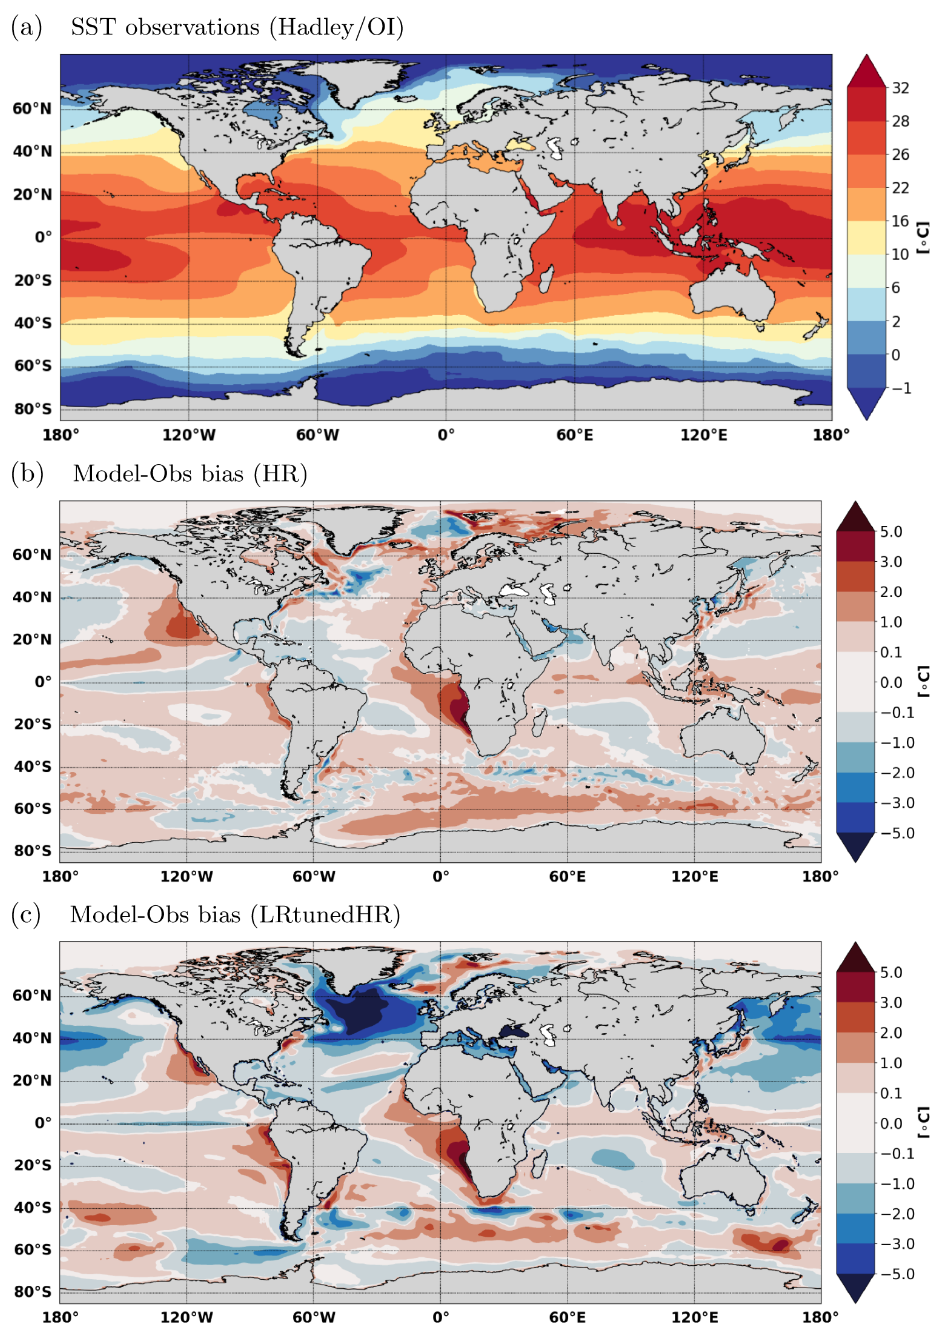 (a) SST observations (Hadley/OI)
60°N
40°N
20°N
0°
20°S
40°S
60°S
80°S
180° 120°W 60°W 0° 60°E 120°E 180°
32
28
26
22
16
10
6
2
0
−1
[∘C]
(b) Model-Obs bias (HR)
60°N
40°N
20°N
0°
20°S
40°S
60°S
80°S
180° 120°W 60°W 0° 60°E 120°E 180°
5.0
3.0
2.0
1.0
0.1
0.0
−0.1
−1.0
−2.0
−3.0
−5.0
[∘C]
(c) Model-Obs bias (LRtunedHR)
60°N
40°N
20°N
0°
20°S
40°S
60°S
80°S
180° 120°W 60°W 0° 60°E 120°E 180°
5.0
3.0
2.0
1.0
0.1
0.0
−0.1
−1.0
−2.0
−3.0
−5.0
[∘C]